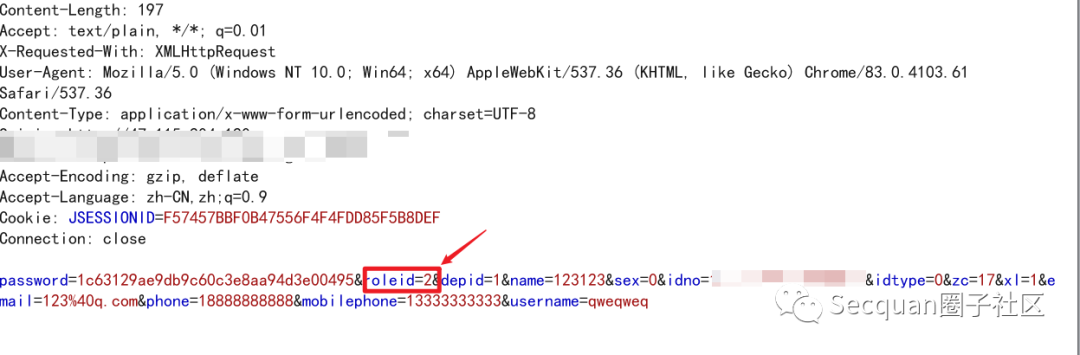 Content-Length: 197
Accept: text/plain, */*; q=0.01
X-Requested-With: XMLHttpRequest
User-Agent: Mozilla/5.0 (Windows NT 10.0; Win64; x64) AppleWebKit/537.36 (KHTML, like Gecko) Chrome/83.0.4103.61
Safari/537.36
Content-Type: application/x-www-form-urlencoded; charset=UTF-8
Accept-Encoding: gzip, deflate
Accept-Language: zh-CN,zh;q=0.9
Cookie: JSESSIONID=F57457BBF0B47556F4F4FDD85F5B8DEF
Connection: close
password=1c63129ae9db9c60c3e8aa94d3e00495&roleid=2&depid=1&name=123123&sex=0&idno= &idtype=0&zc=17&xl=1&e
mail=123%40q.com&phone=18888888888&mobilephone=13333333333&username=qweqweq
Secquan圈子社区